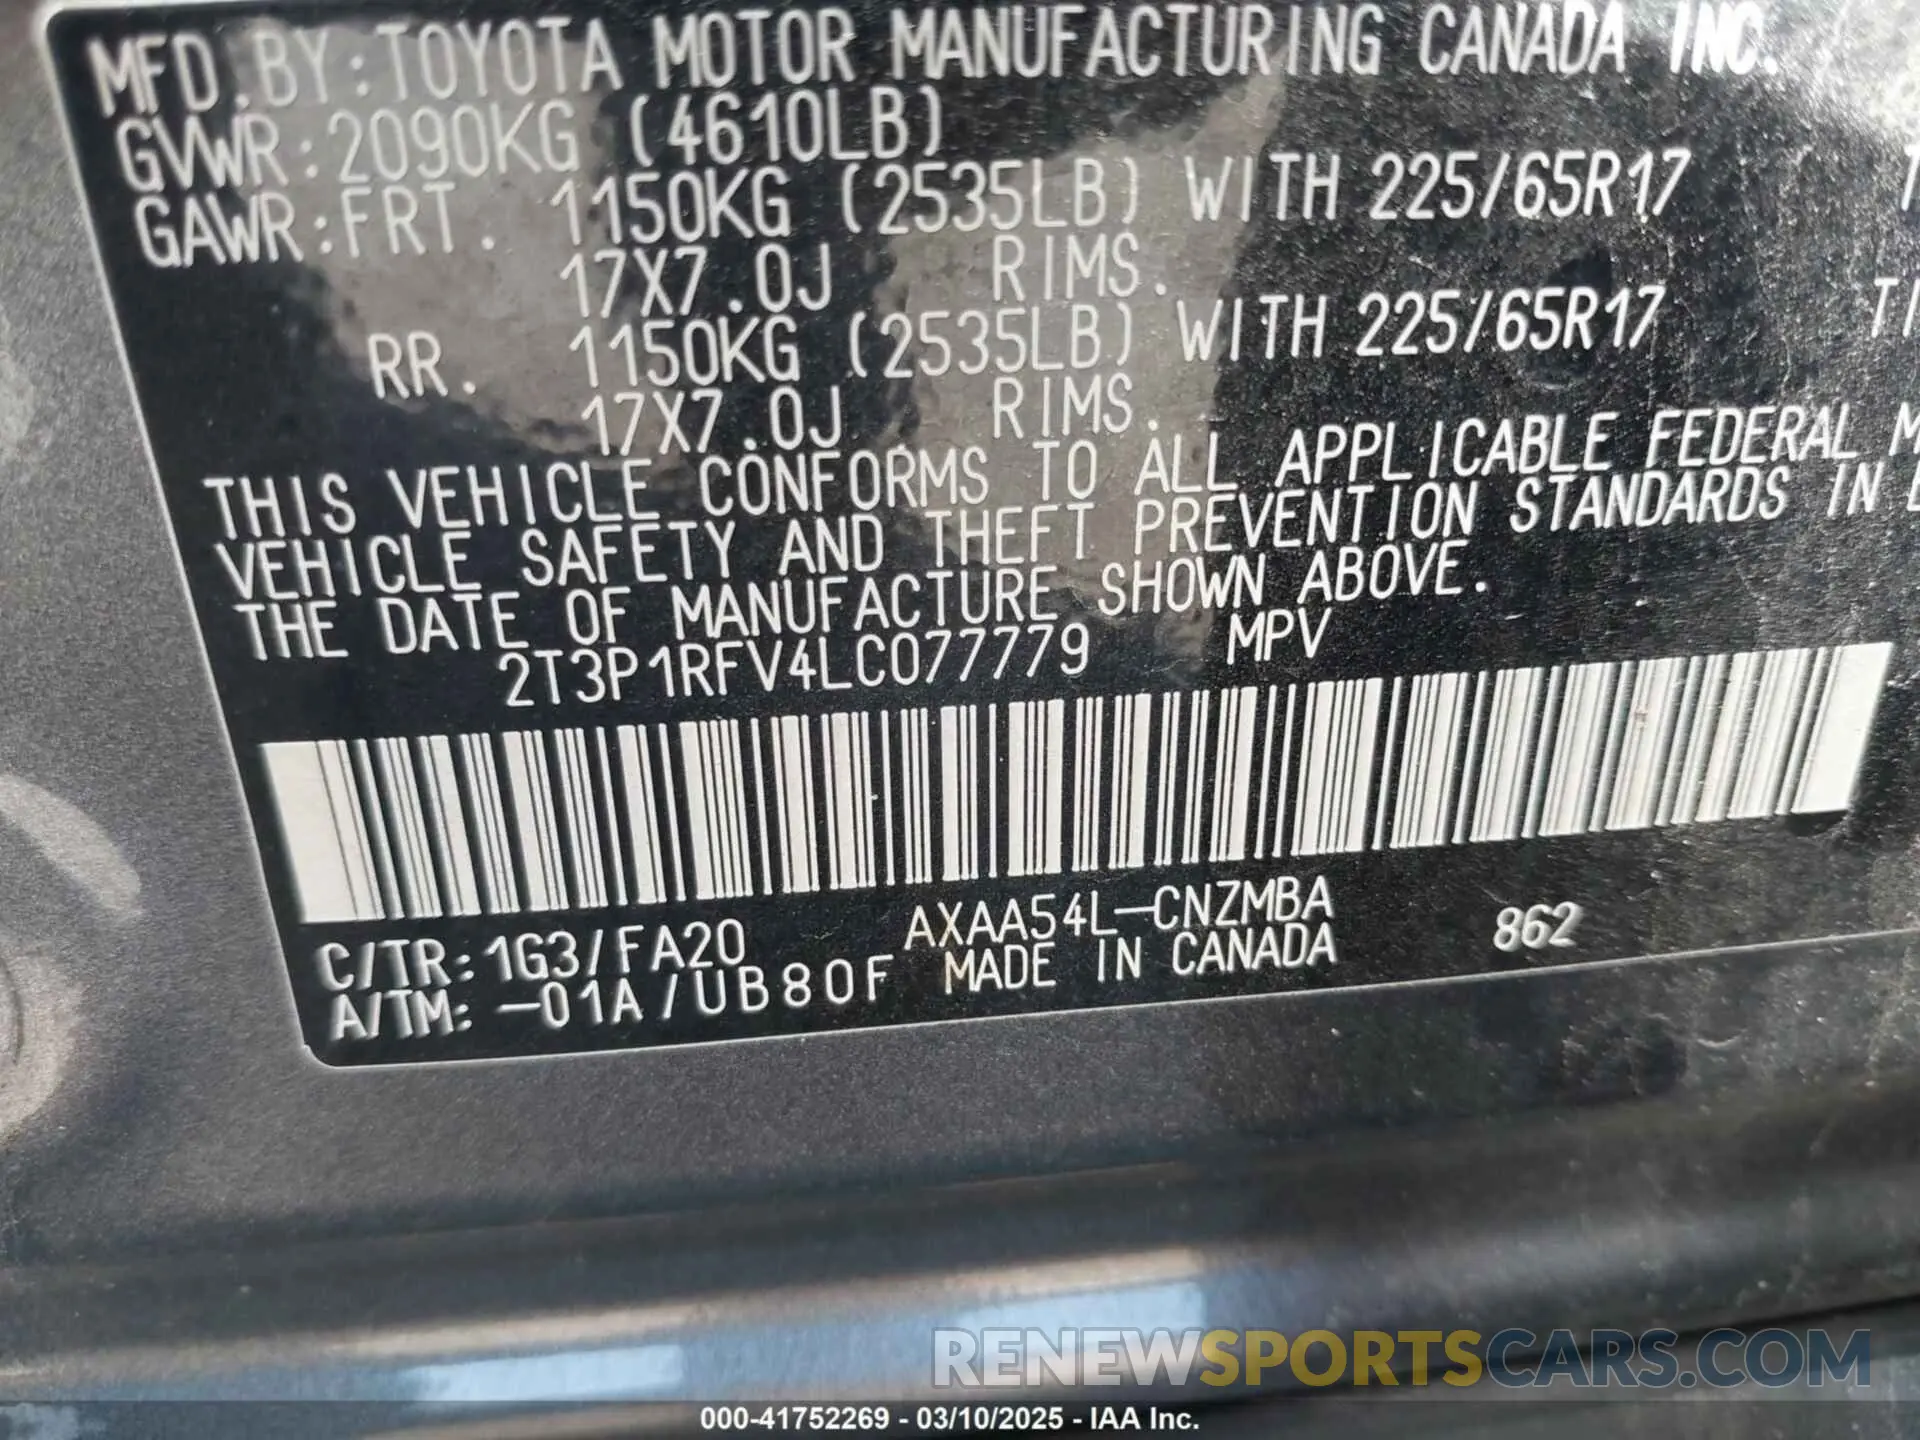 MFD. BY: TOYOTA MOTOR MANUFACTURING CANADA INC.
GVWR: 2090KG (4610LB)
GAWR: FRT. 1150KG (2535LB) WITH 225/65R17
17X7.0J RIMS.
RR. 1150KG (2535LB) WITH 225/65R17
17X7.0J RIMS.
THIS VEHICLE CONFORMS TO ALL APPLICABLE FEDERAL
VEHICLE SAFETY AND THEFT PREVENTION STANDARDS IN
THE DATE OF MANUFACTURE SHOWN ABOVE.
2T3P1RFV4LC077779 MPV
C/TR: 1G3/FA20 AXAA54L-CNZMBA 862
A/TM: -01A/UB80F MADE IN CANADA
RENEWSPORTSCARS.COM
000-41752269 - 03/10/2025 - IAA Inc.